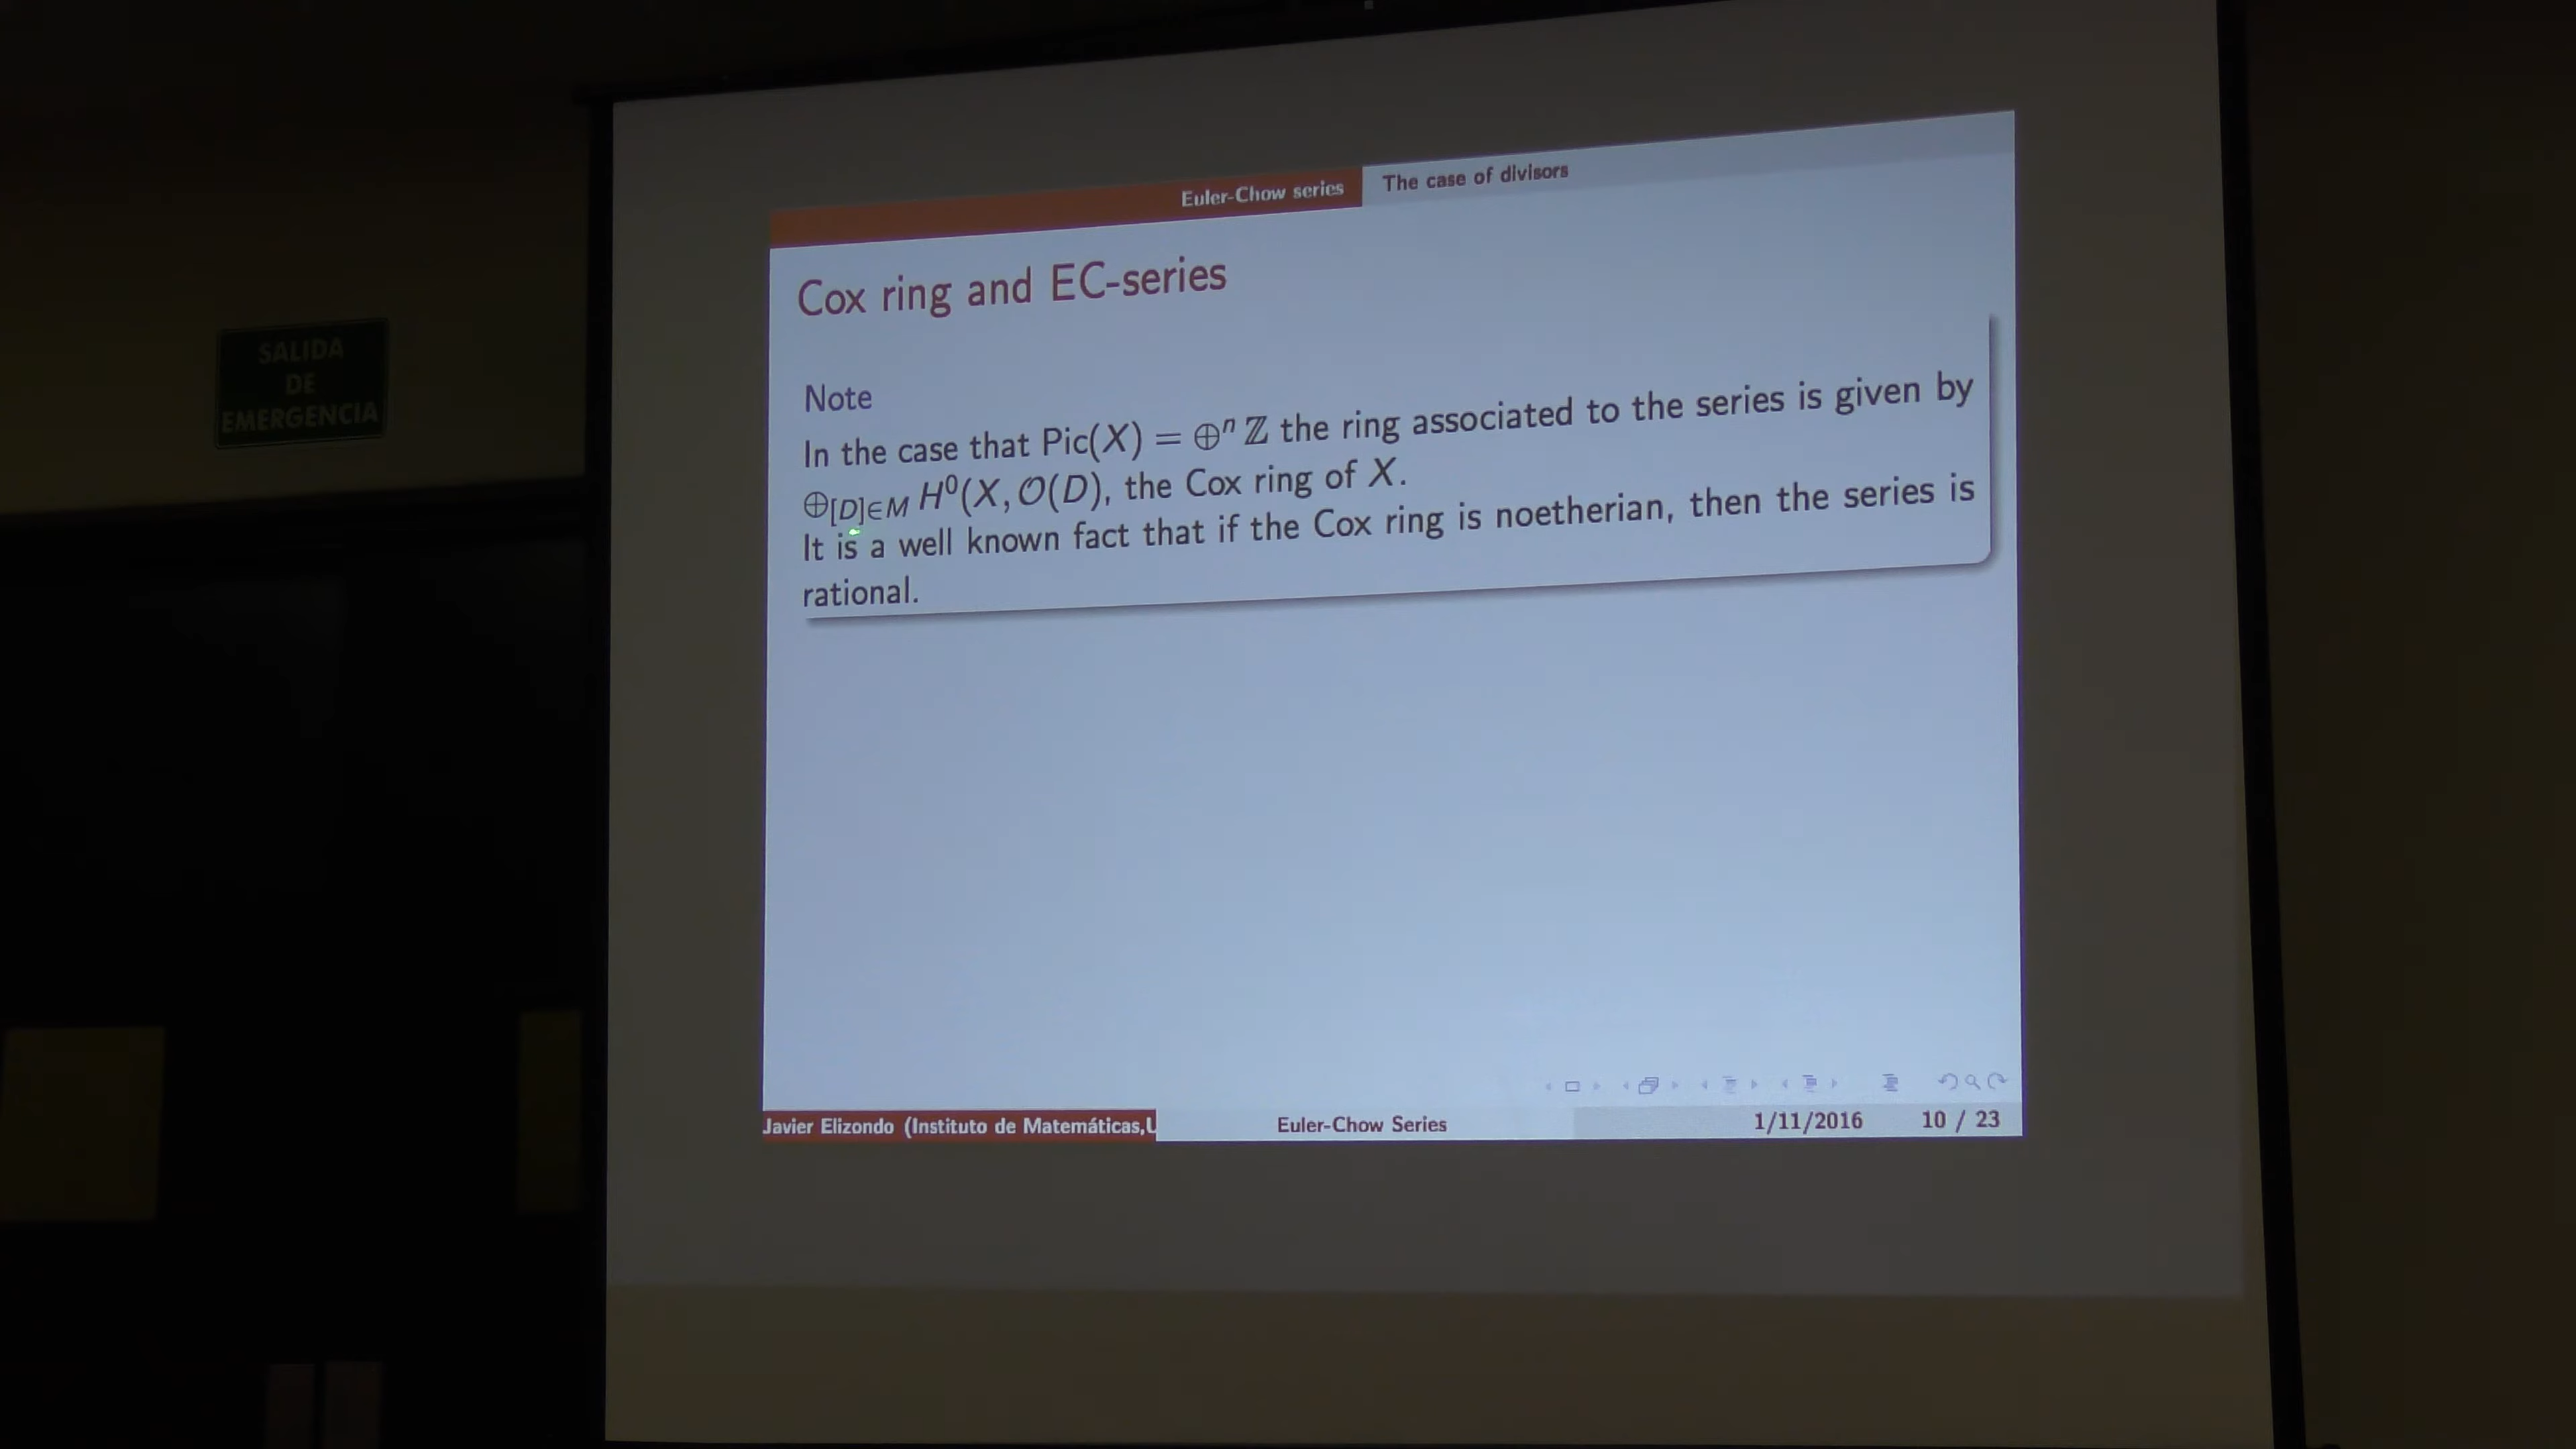 SALIDA
DE
EMERGENCIA
Euler-Chow series The case of divisors
Cox ring and EC-series
Note
In the case that Pic(X) = ⊕ⁿ ℤ the ring associated to the series is given by
⊕[D]∈M H⁰(X, 𝒪(D), the Cox ring of X.
It is a well known fact that if the Cox ring is noetherian, then the series is
rational.
Javier Elizondo (Instituto de Matemáticas,U Euler-Chow Series 1/11/2016 10 / 23